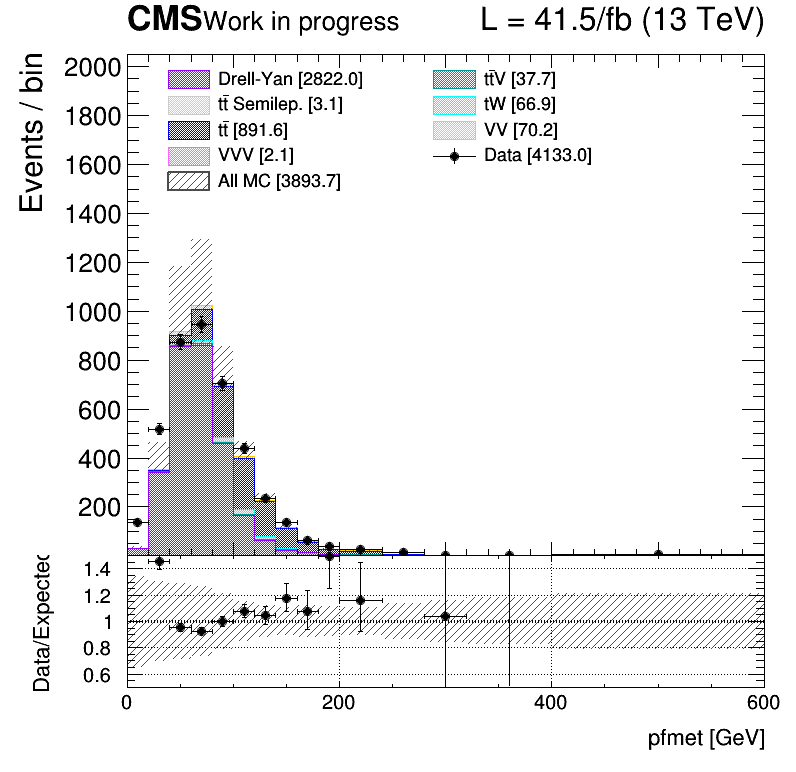 CMS Work in progress L = 41.5/fb (13 TeV)
Events / bin
2000
1800
1600
1400
1200
1000
800
600
400
200
Drell-Yan [2822.0]
tt̄ Semilep. [3.1]
tt̄ [891.6]
VVV [2.1]
All MC [3893.7]
tt̄V [37.7]
tW [66.9]
VV [70.2]
Data [4133.0]
Data/Expected
1.4
1.2
1
0.8
0.6
0 200 400 600
pfmet [GeV]